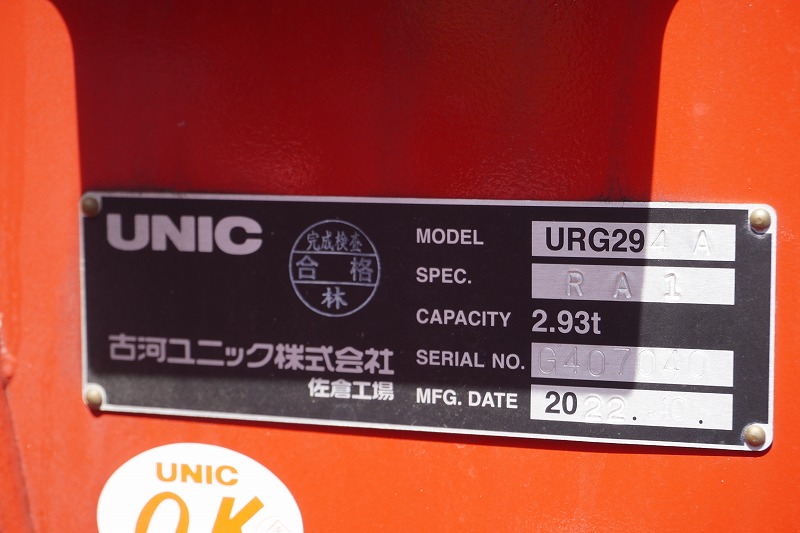 UNIC
完成検査
合格
林
古河ユニック株式会社
佐倉工場
MODEL URG294A
SPEC. RA1
CAPACITY 2.93t
SERIAL NO. G407040
MFG. DATE 2022.10.
UNIC
OK